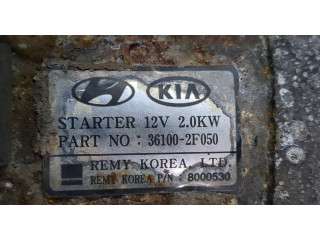 KIA
STARTER 12V 2.0KW
PART NO : 36100-2F050
REMY KOREA, LTD.
REMY KOREA P/N : 8000530